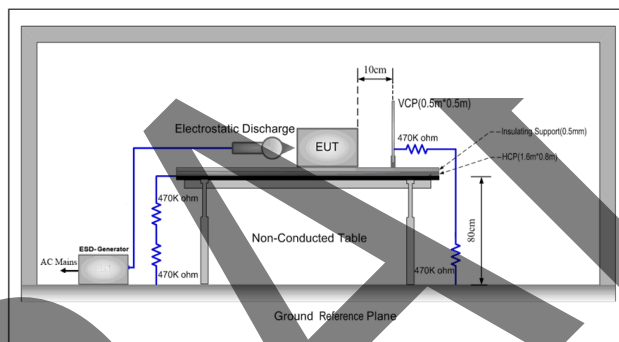 10cm
VCP(0.5m*0.5m)
Electrostatic Discharge
470K ohm
Insulating Support(0.5mm)
EUT
HCP(1.6m*0.8m)
470K ohm
80cm
Non-Conducted Table
ESD-Generator
AC Mains
470K ohm
470K ohm
Ground Reference Plane